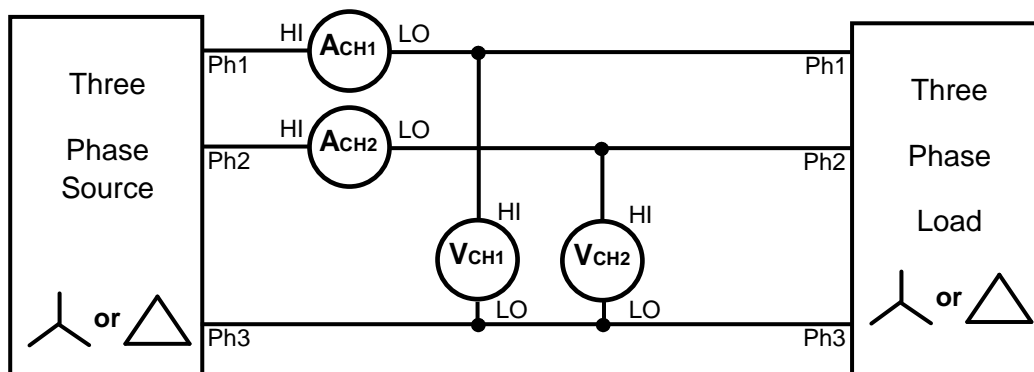 Three
Phase
Source
or
Ph1
Ph2
Ph3
HI
ACH1
LO
HI
ACH2
LO
HI
VCH1
LO
HI
VCH2
LO
Ph1
Ph2
Ph3
Three
Phase
Load
or